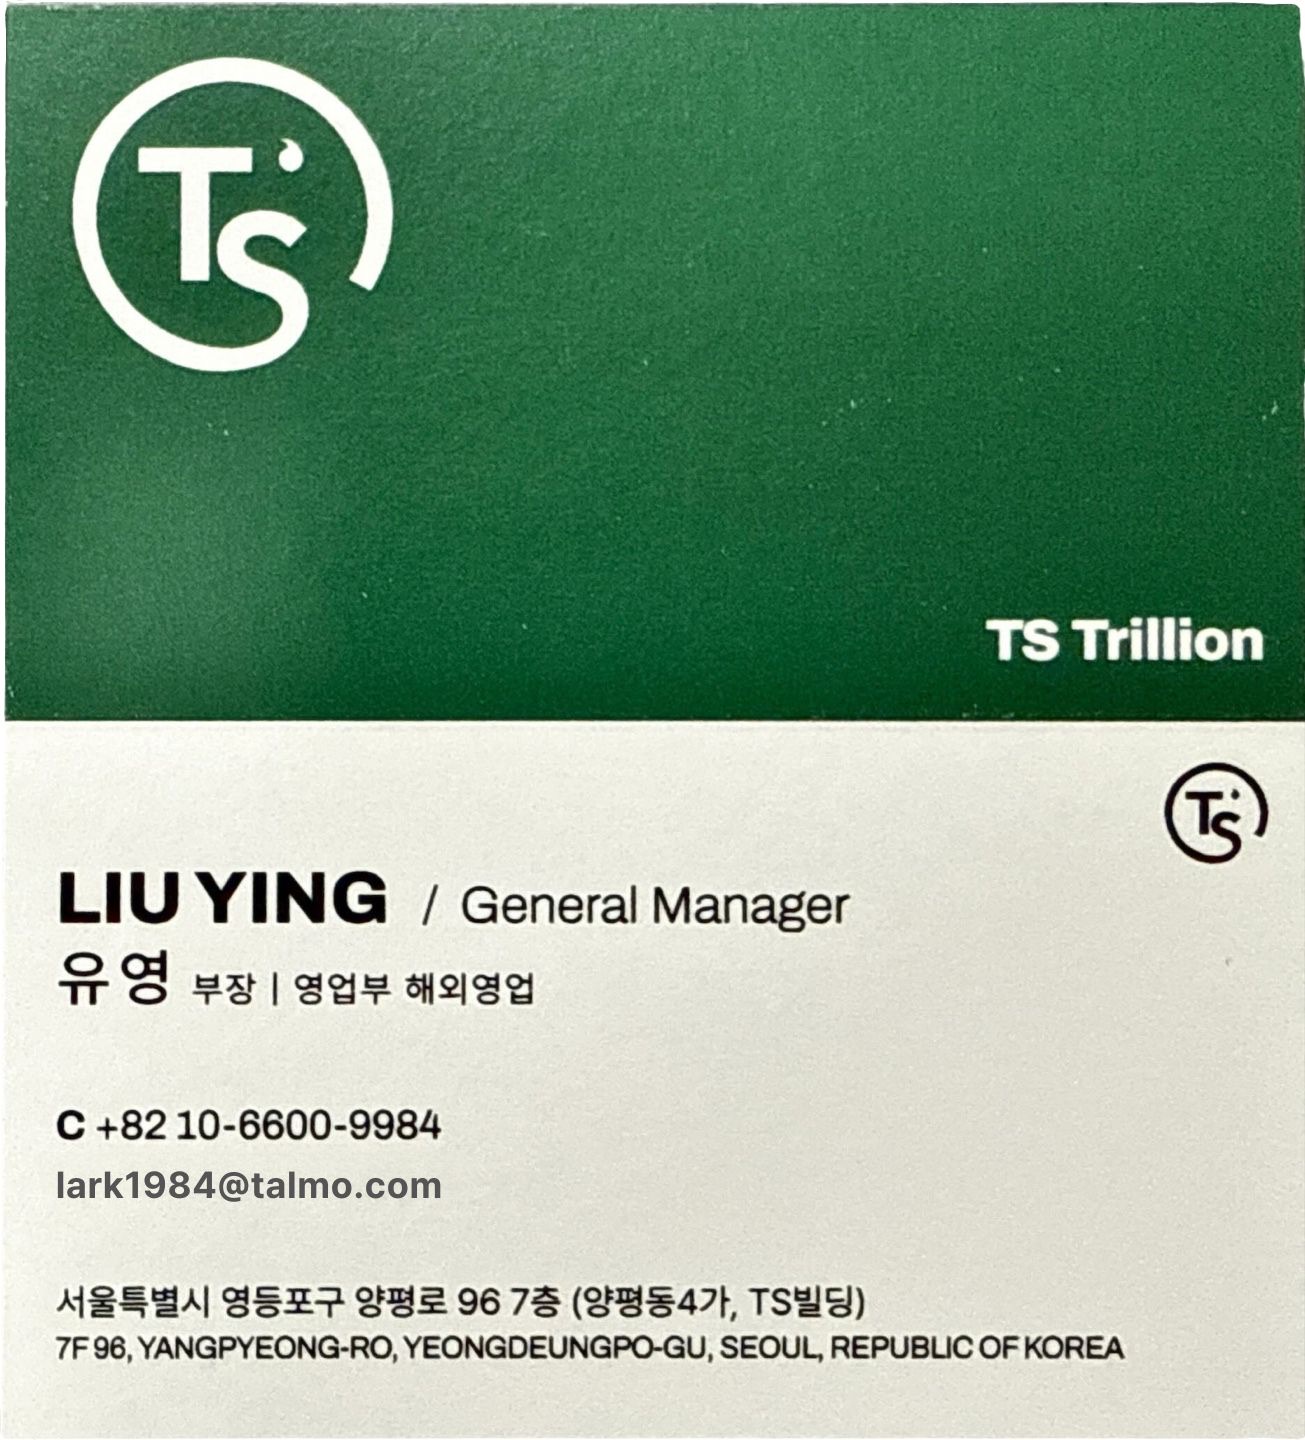 TS
TS Trillion
TS
LIU YING / General Manager
유영 부장 | 영업부 해외영업
C +82 10-6600-9984
lark1984@talmo.com
서울특별시 영등포구 양평로 96 7층 (양평동4가, TS빌딩)
7F 96, YANGPYEONG-RO, YEONGDEUNGPO-GU, SEOUL, REPUBLIC OF KOREA